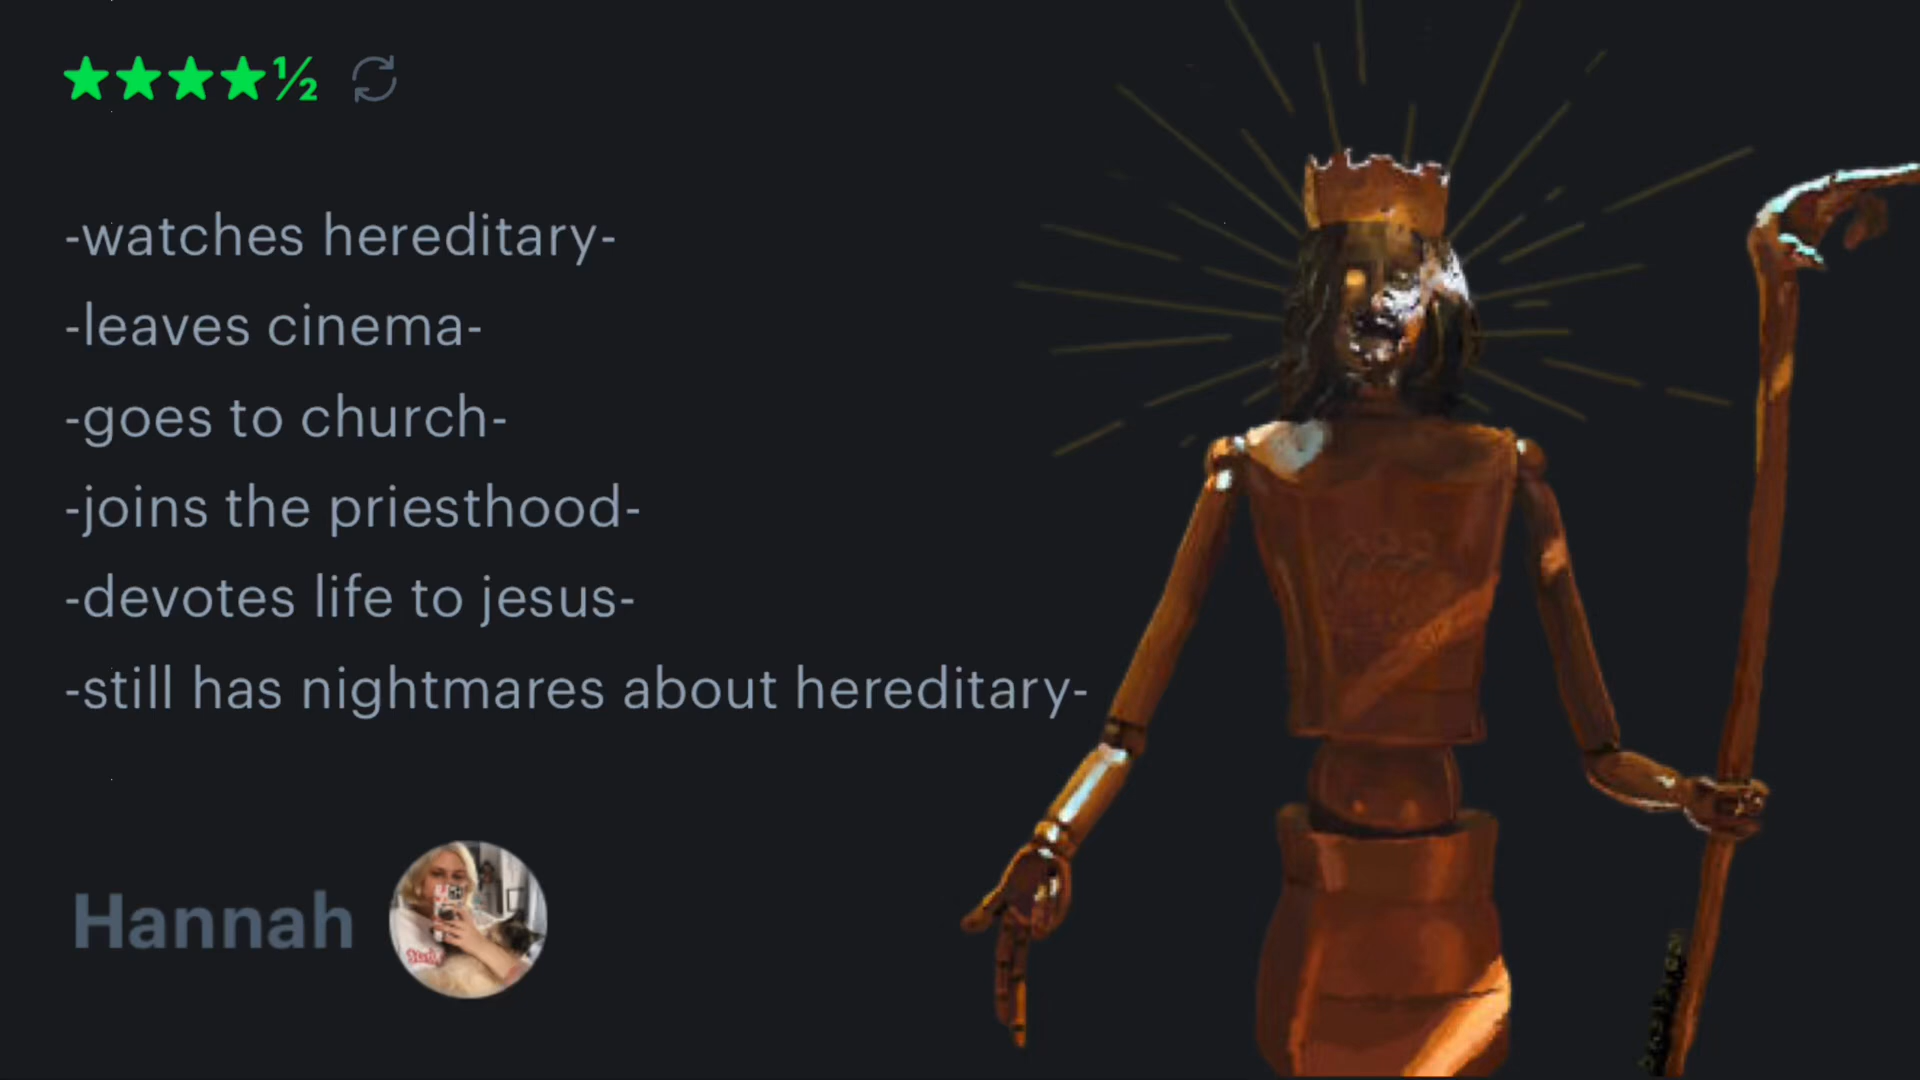 ★★★★½
-watches hereditary-
-leaves cinema-
-goes to church-
-joins the priesthood-
-devotes life to jesus-
-still has nightmares about hereditary-
Hannah